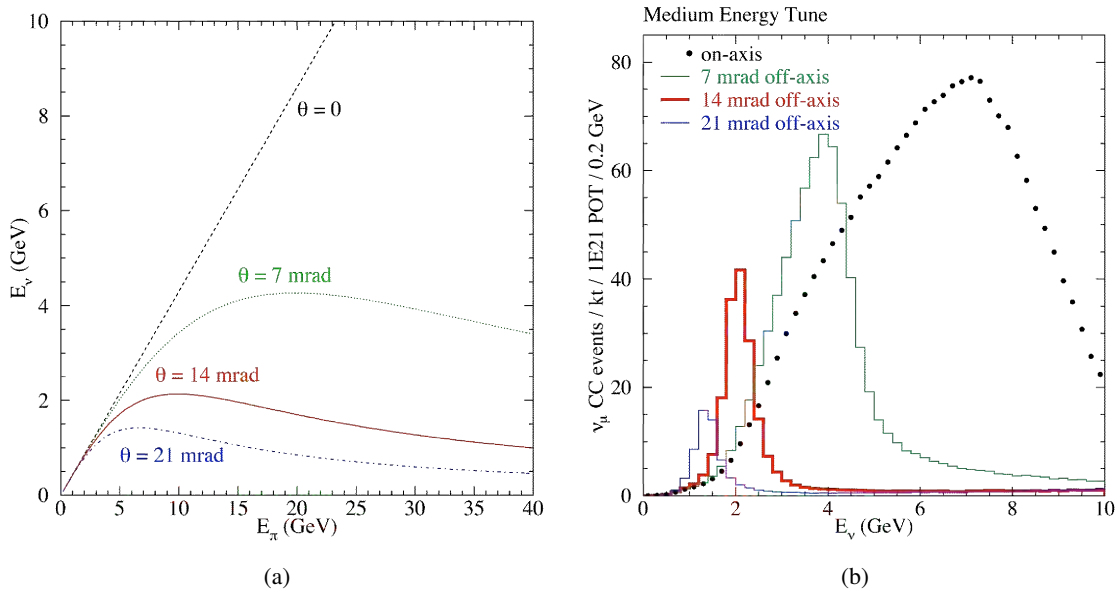 10
8
6
4
2
0
E_ν (GeV)
θ = 0
θ = 7 mrad
θ = 14 mrad
θ = 21 mrad
0 5 10 15 20 25 30 35 40
E_π (GeV)
(a)
Medium Energy Tune
on-axis
7 mrad off-axis
14 mrad off-axis
21 mrad off-axis
80
60
40
20
0
ν_μ CC events / kt / 1E21 POT / 0.2 GeV
0 2 4 6 8 10
E_ν (GeV)
(b)